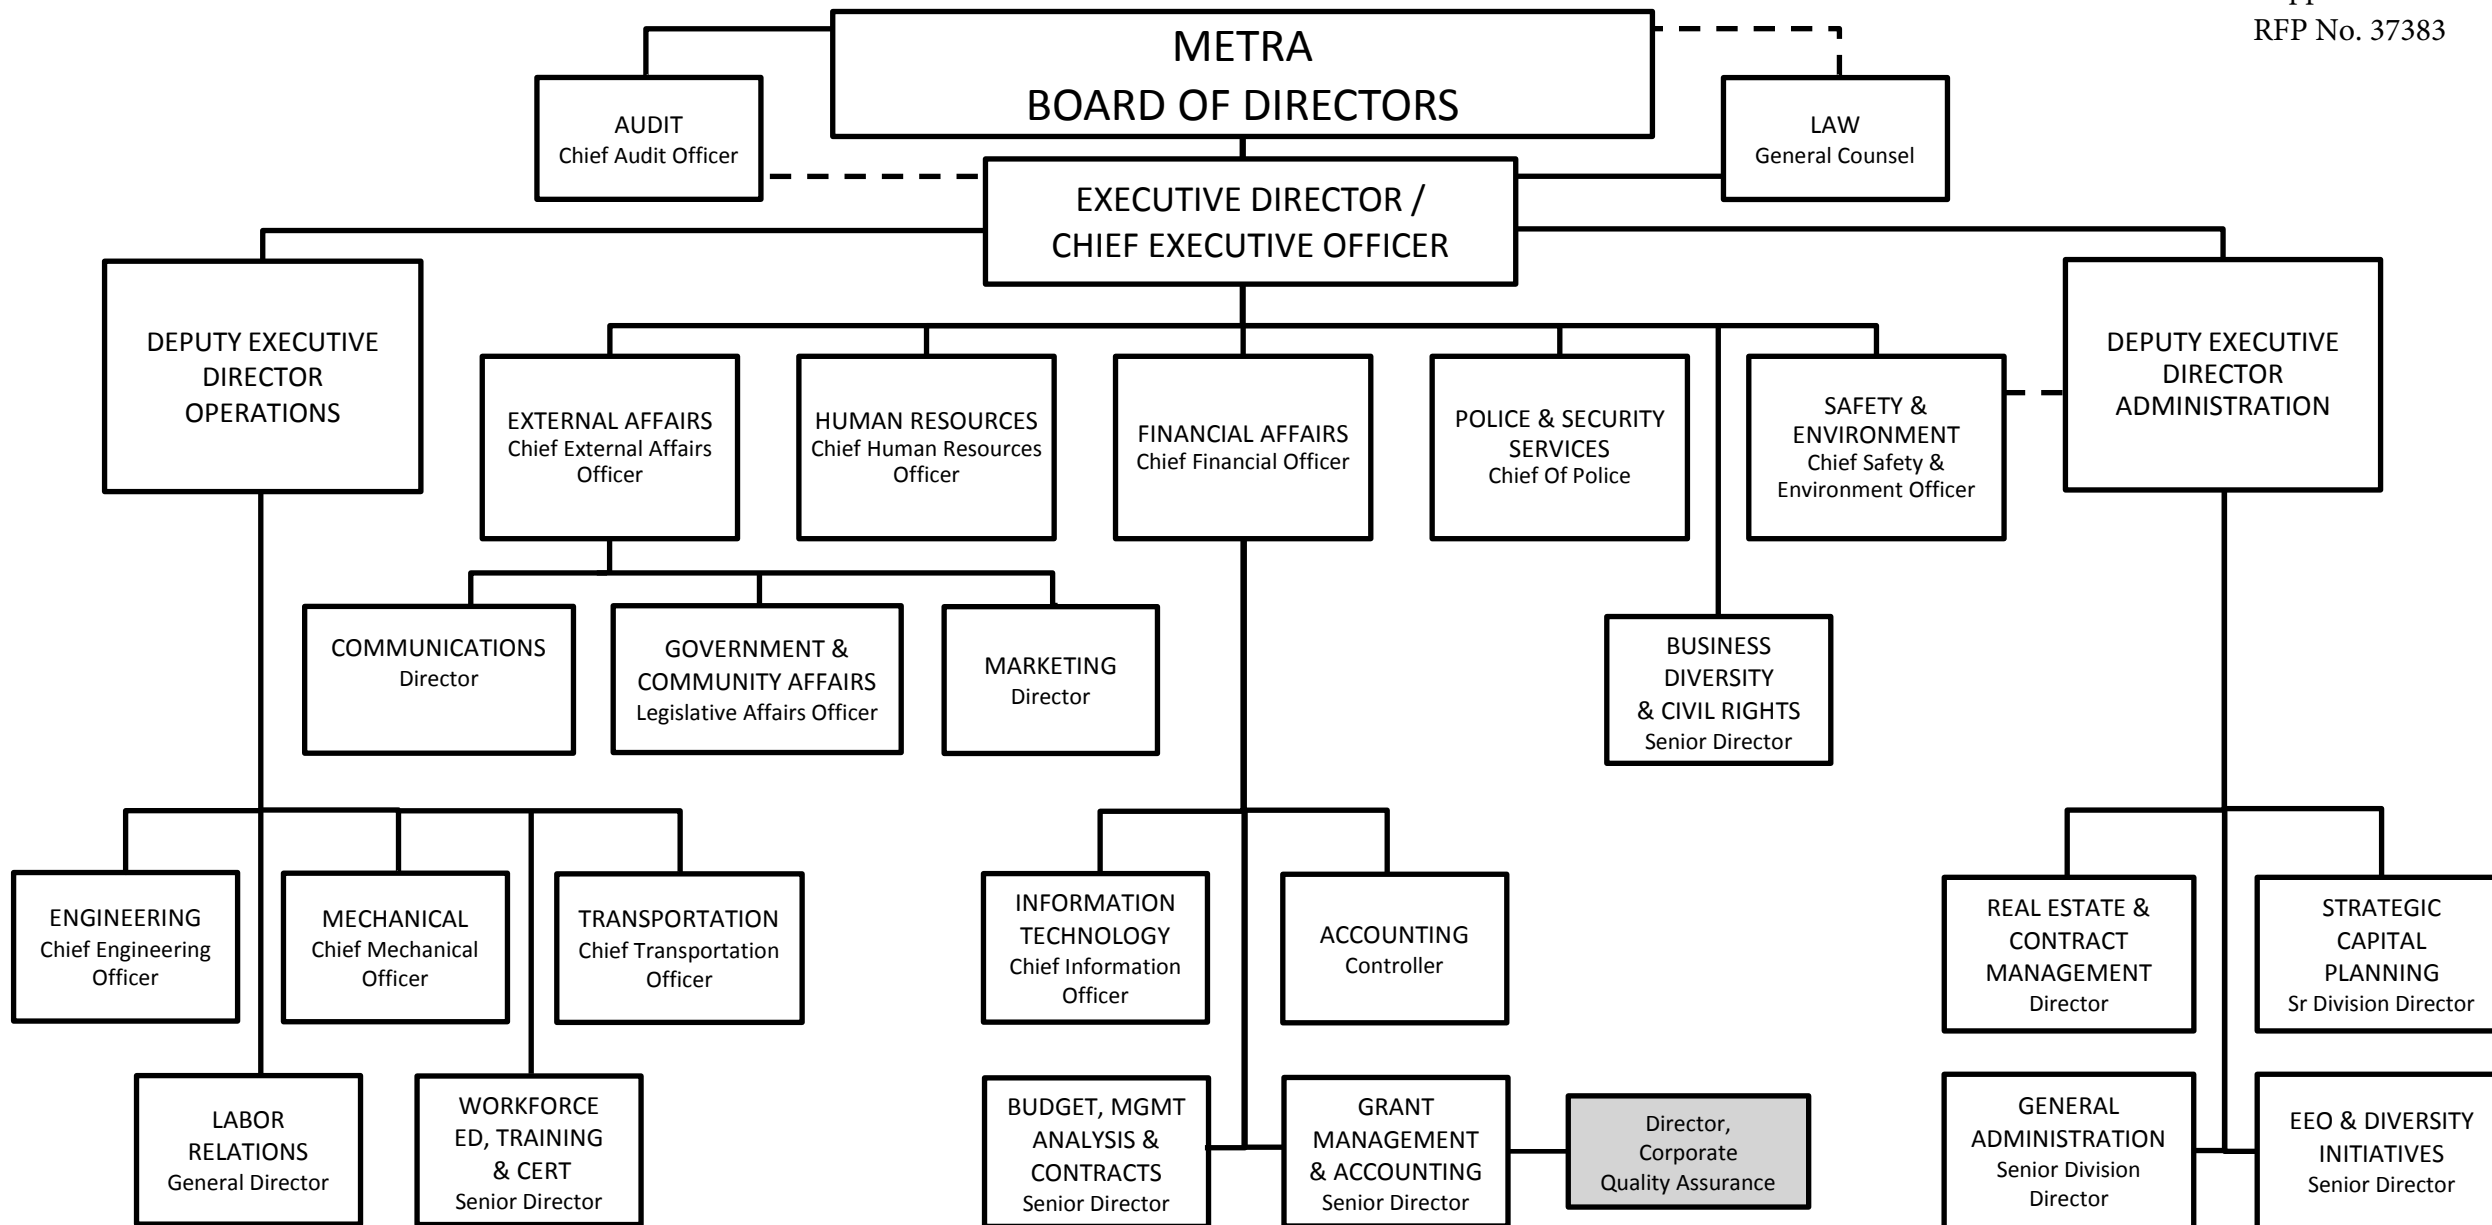 RFP No. 37383
METRA
BOARD OF DIRECTORS
AUDIT
Chief Audit Officer
LAW
General Counsel
EXECUTIVE DIRECTOR /
CHIEF EXECUTIVE OFFICER
DEPUTY EXECUTIVE
DIRECTOR
OPERATIONS
EXTERNAL AFFAIRS
Chief External Affairs
Officer
HUMAN RESOURCES
Chief Human Resources
Officer
FINANCIAL AFFAIRS
Chief Financial Officer
POLICE & SECURITY
SERVICES
Chief Of Police
SAFETY &
ENVIRONMENT
Chief Safety &
Environment Officer
DEPUTY EXECUTIVE
DIRECTOR
ADMINISTRATION
COMMUNICATIONS
Director
GOVERNMENT &
COMMUNITY AFFAIRS
Legislative Affairs Officer
MARKETING
Director
BUSINESS
DIVERSITY
& CIVIL RIGHTS
Senior Director
ENGINEERING
Chief Engineering
Officer
MECHANICAL
Chief Mechanical
Officer
TRANSPORTATION
Chief Transportation
Officer
INFORMATION
TECHNOLOGY
Chief Information
Officer
ACCOUNTING
Controller
REAL ESTATE &
CONTRACT
MANAGEMENT
Director
STRATEGIC
CAPITAL
PLANNING
Sr Division Director
LABOR
RELATIONS
General Director
WORKFORCE
ED, TRAINING
& CERT
Senior Director
BUDGET, MGMT
ANALYSIS &
CONTRACTS
Senior Director
GRANT
MANAGEMENT
& ACCOUNTING
Senior Director
Director,
Corporate
Quality Assurance
GENERAL
ADMINISTRATION
Senior Division
Director
EEO & DIVERSITY
INITIATIVES
Senior Director